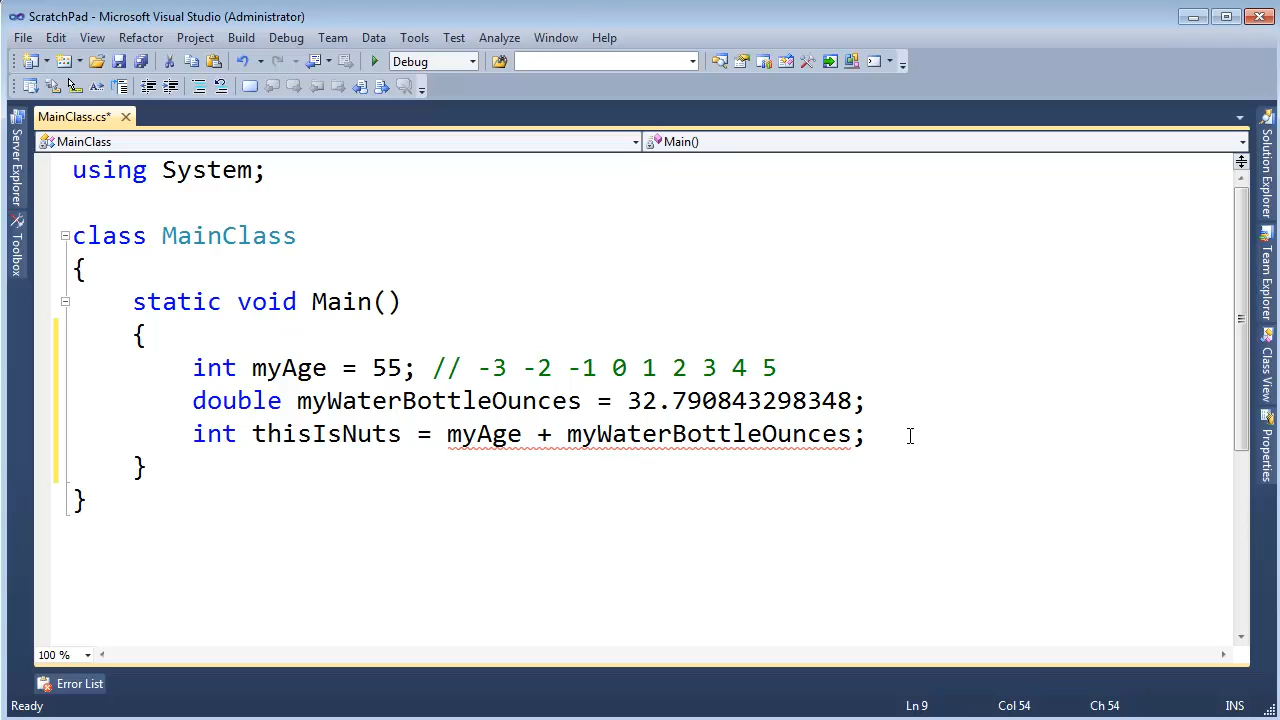 ScratchPad - Microsoft Visual Studio (Administrator)
File Edit View Refactor Project Build Debug Team Data Tools Test Analyze Window Help
Debug
MainClass.cs*
MainClass Main()
using System;
class MainClass
{
static void Main()
{
int myAge = 55; // -3 -2 -1 0 1 2 3 4 5
double myWaterBottleOunces = 32.790843298348;
int thisIsNuts = myAge + myWaterBottleOunces;
}
}
Server Explorer
Toolbox
Solution Explorer
Team Explorer
Class View
Properties
100 %
Error List
Ready Ln 9 Col 54 Ch 54 INS